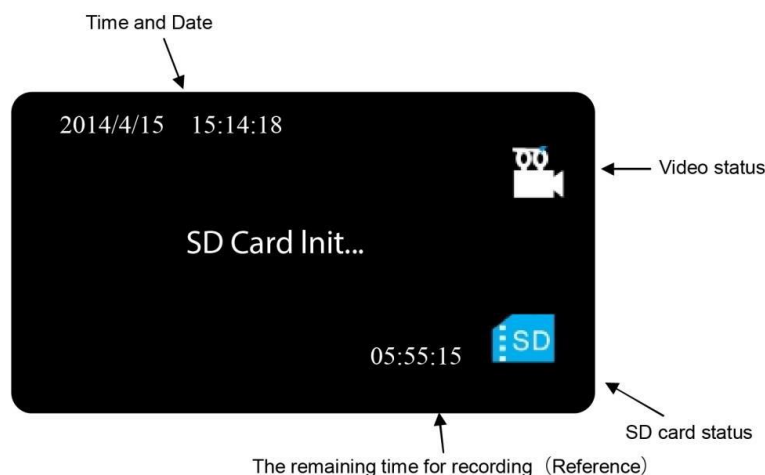 Time and Date
2014/4/15 15:14:18
Video status
SD Card Init...
SD
05:55:15
SD card status
The remaining time for recording（Reference）